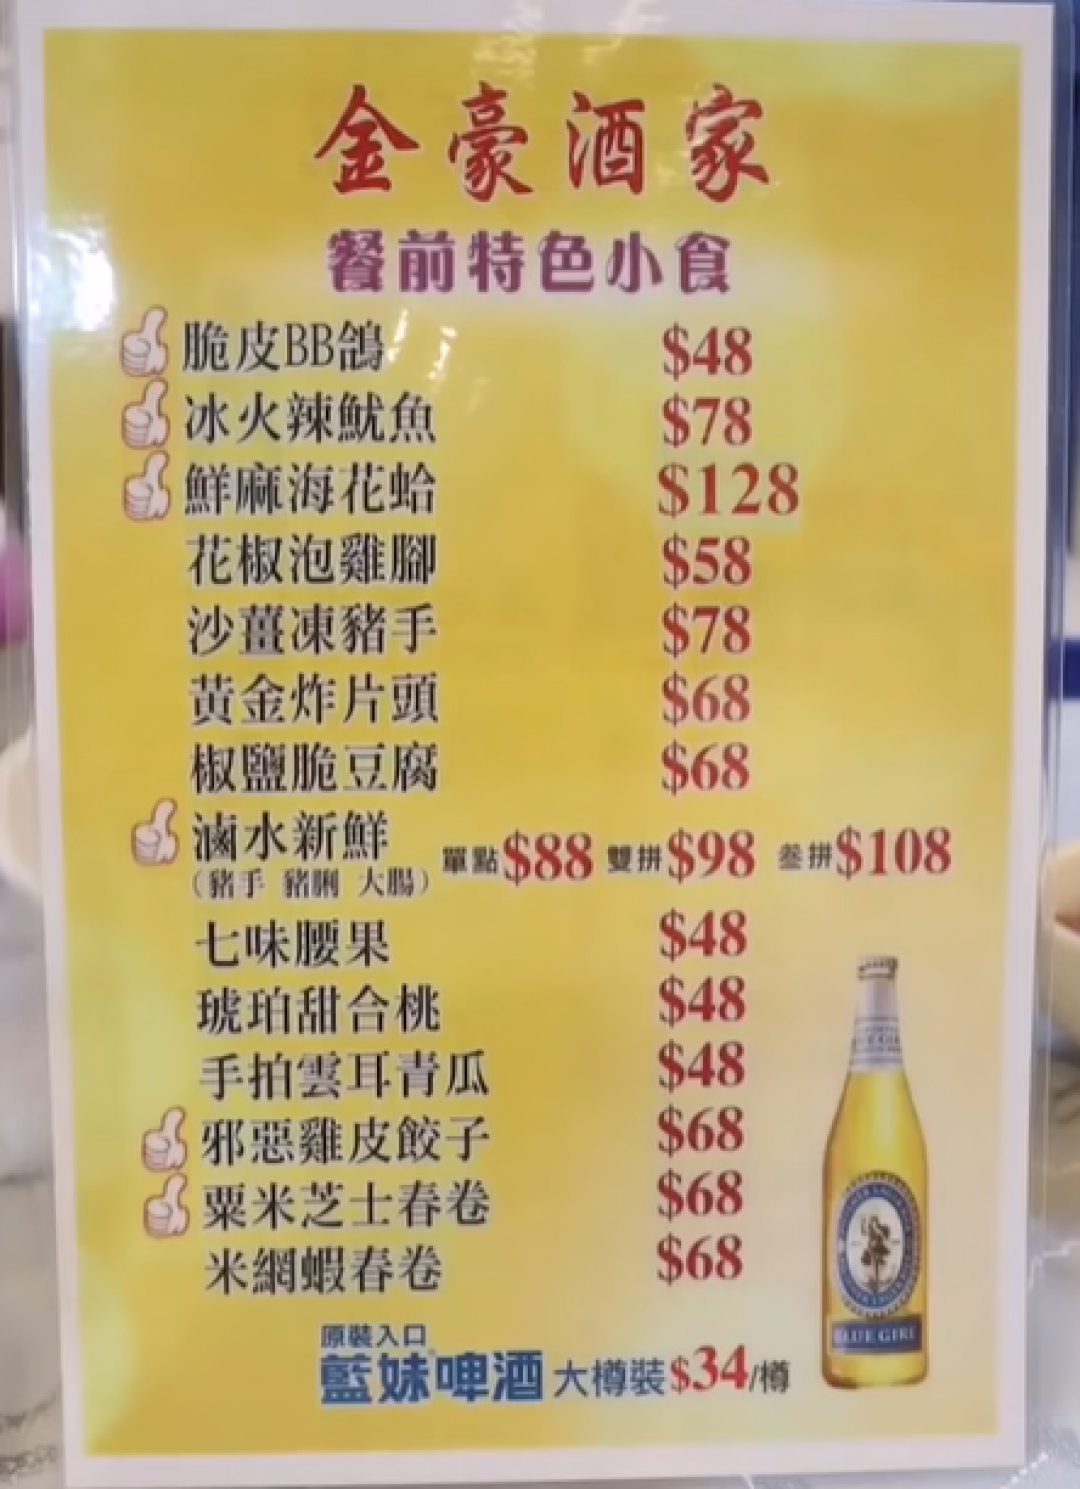 金豪酒家
餐前特色小食
脆皮BB鴿 $48
冰火辣魷魚 $78
鮮麻海花蛤 $128
花椒泡雞腳 $58
沙薑凍豬手 $78
黃金炸片頭 $68
椒鹽脆豆腐 $68
滷水新鮮 單點$88 雙拼$98 叁拼$108
(豬手 豬脷 大腸)
七味腰果 $48
琥珀甜合桃 $48
手拍雲耳青瓜 $48
邪惡雞皮餃子 $68
粟米芝士春卷 $68
米網蝦春卷 $68
原裝入口
藍妹啤酒 大樽裝$34/樽
BLUE GIRL